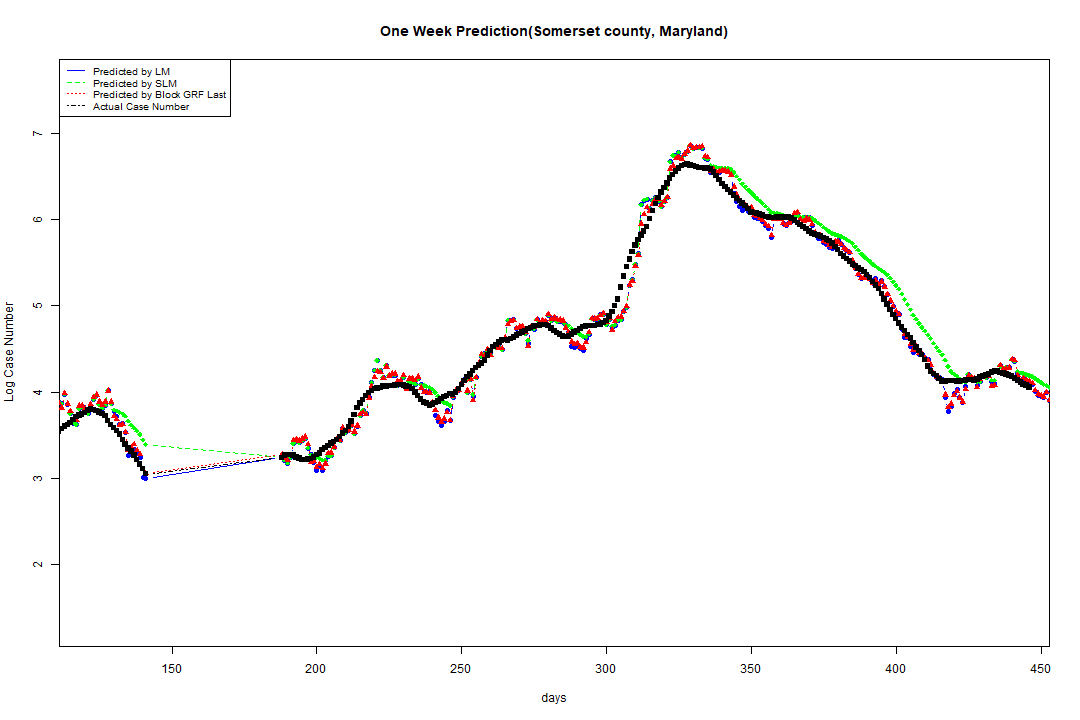 One Week Prediction(Somerset county, Maryland)
Predicted by LM
Predicted by SLM
Predicted by Block GRF Last
Actual Case Number
7
6
5
4
3
2
Log Case Number
150 200 250 300 350 400 450
days